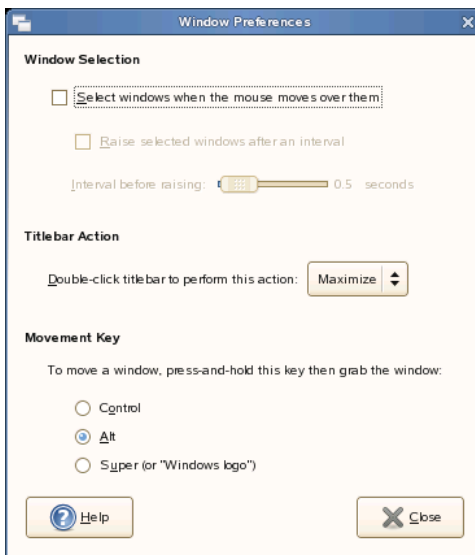 Window Preferences
Window Selection
Select windows when the mouse moves over them
Raise selected windows after an interval
Interval before raising: 0.5 seconds
Titlebar Action
Double-click titlebar to perform this action: Maximize
Movement Key
To move a window, press-and-hold this key then grab the window:
Control
Alt
Super (or "Windows logo")
Help Close